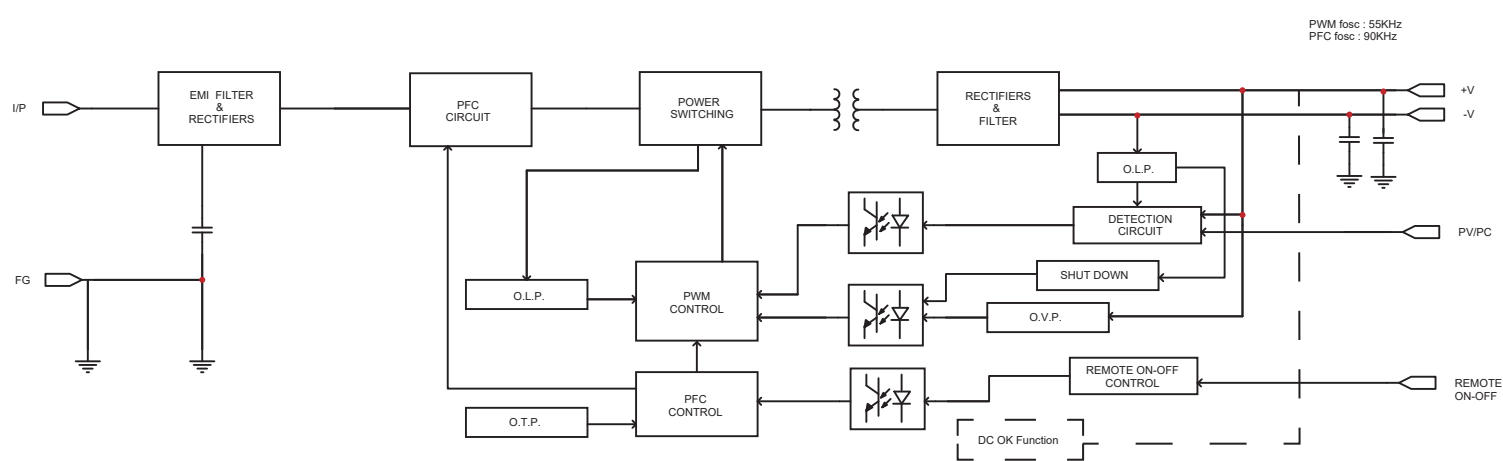 PWM fosc : 55KHz
PFC fosc : 90KHz
I/P
EMI FILTER
&
RECTIFIERS
PFC
CIRCUIT
POWER
SWITCHING
RECTIFIERS
&
FILTER
+V
-V
O.L.P.
DETECTION
CIRCUIT
PV/PC
FG
O.L.P.
PWM
CONTROL
SHUT DOWN
O.V.P.
REMOTE ON-OFF
CONTROL
REMOTE
ON-OFF
PFC
CONTROL
O.T.P.
DC OK Function